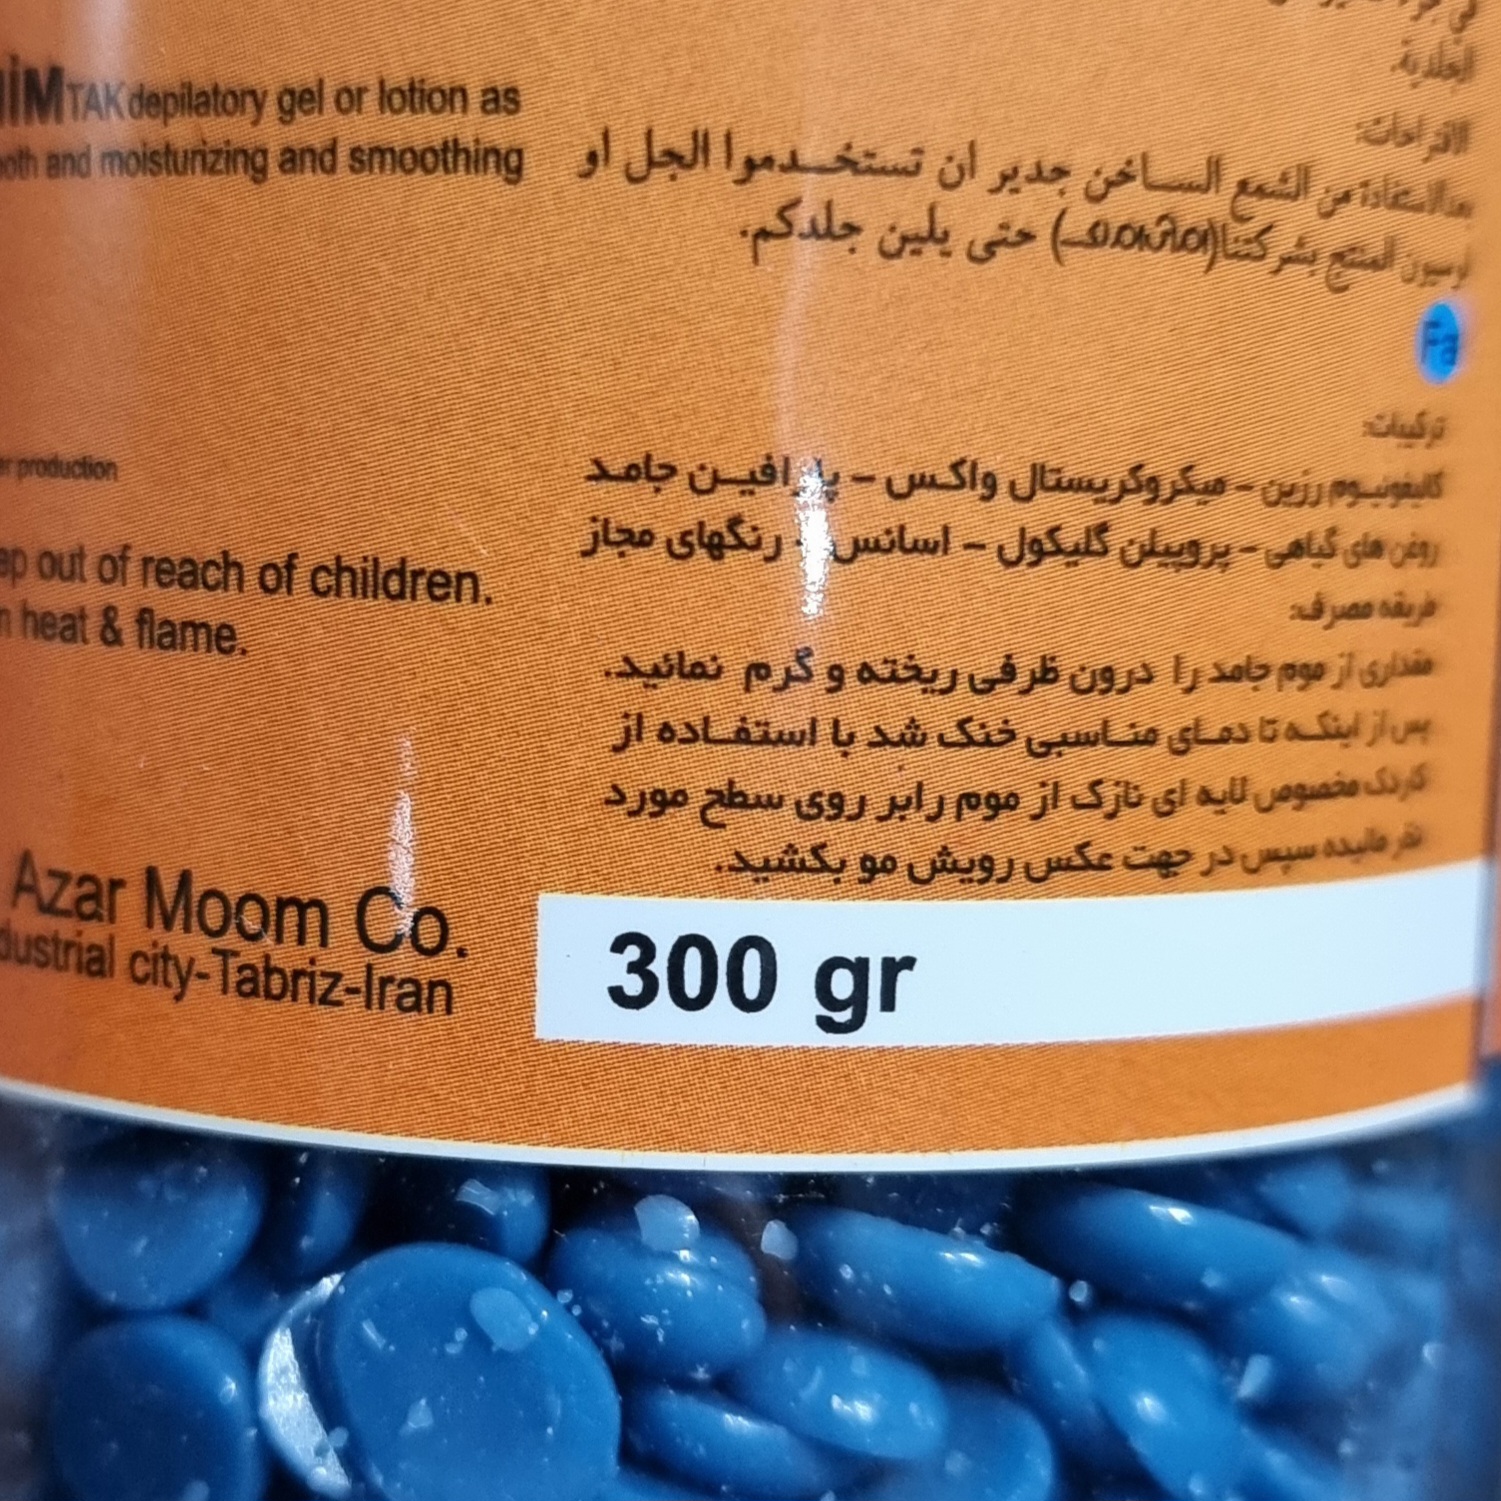 TAK depilatory gel or lotion as
and moisturizing and smoothing
production
out of reach of children.
heat & flame.
Azar Moom Co.
city-Tabriz-Iran
الجلدية.
الاقتراحات:
بعدالاستفادة من الشمع الساخن جدير ان تستخدموا الجل او
لوسيون المنتج بشركتنا( ) حتى يلين جلدكم.
Fa
ترکیبات:
کالیفونیوم رزین – میکروکریستال واکس – پارافین جامد
روغن های گیاهی – پروپیلن گلیکول – اسانس - رنگهای مجاز
طریقه مصرف:
مقداری از موم جامد را درون ظرفی ریخته و گرم نمائید.
پس از اینکه تا دمای مناسبی خنک شد با استفاده از
کاردک مخصوص لایه ای نازک از موم رابر روی سطح مورد
نظر مالیده سپس در جهت عکس رویش مو بکشید.
300 gr